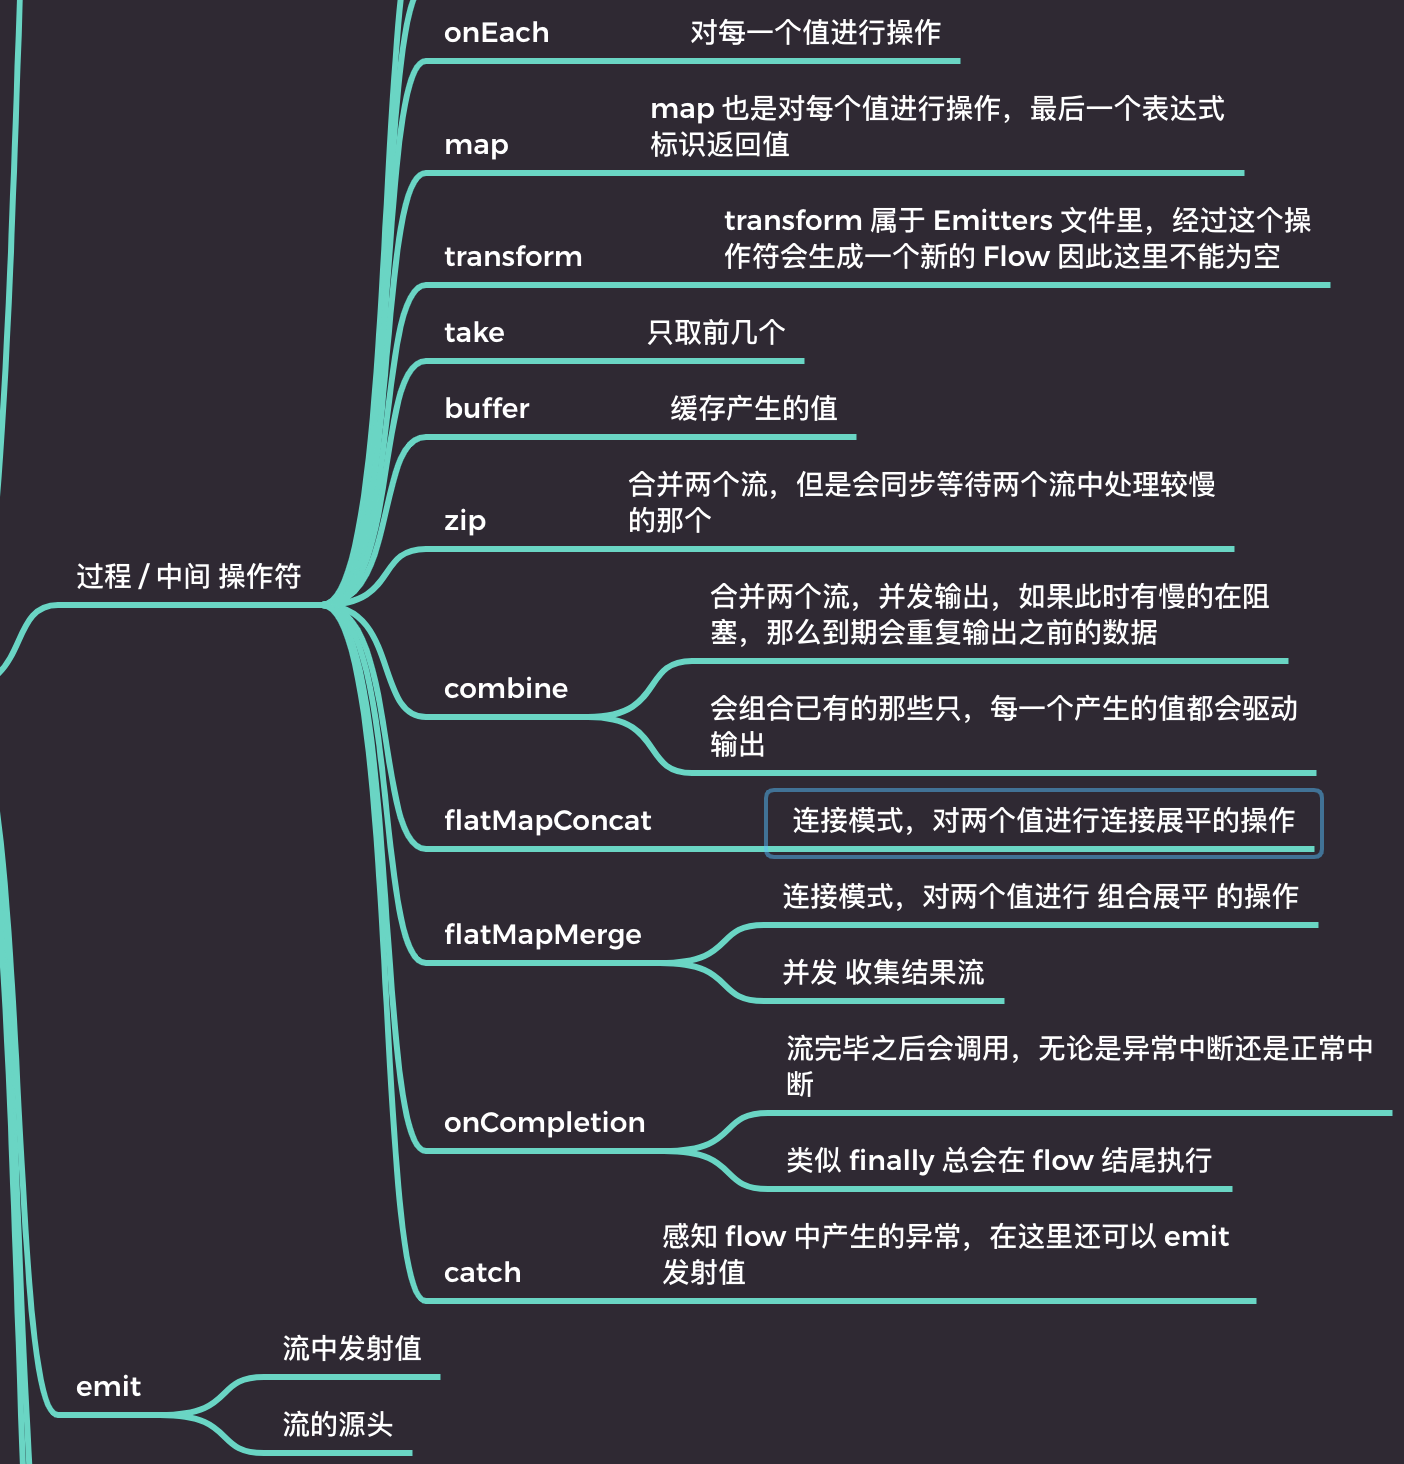 onEach
对每一个值进行操作
map
map 也是对每个值进行操作，最后一个表达式
标识返回值
transform
transform 属于 Emitters 文件里，经过这个操
作符会生成一个新的 Flow 因此这里不能为空
take
只取前几个
buffer
缓存产生的值
zip
合并两个流，但是会同步等待两个流中处理较慢
的那个
过程 / 中间 操作符
combine
合并两个流，并发输出，如果此时有慢的在阻
塞，那么到期会重复输出之前的数据
会组合已有的那些只，每一个产生的值都会驱动
输出
flatMapConcat
连接模式，对两个值进行连接展平的操作
flatMapMerge
连接模式，对两个值进行 组合展平 的操作
并发 收集结果流
onCompletion
流完毕之后会调用，无论是异常中断还是正常中
断
类似 finally 总会在 flow 结尾执行
catch
感知 flow 中产生的异常，在这里还可以 emit
发射值
emit
流中发射值
流的源头